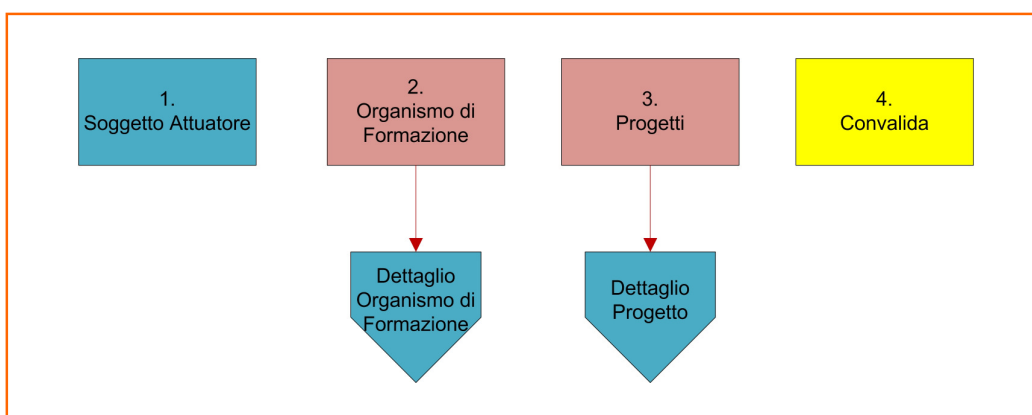 1.
Soggetto Attuatore
2.
Organismo di
Formazione
3.
Progetti
4.
Convalida
Dettaglio
Organismo di
Formazione
Dettaglio
Progetto